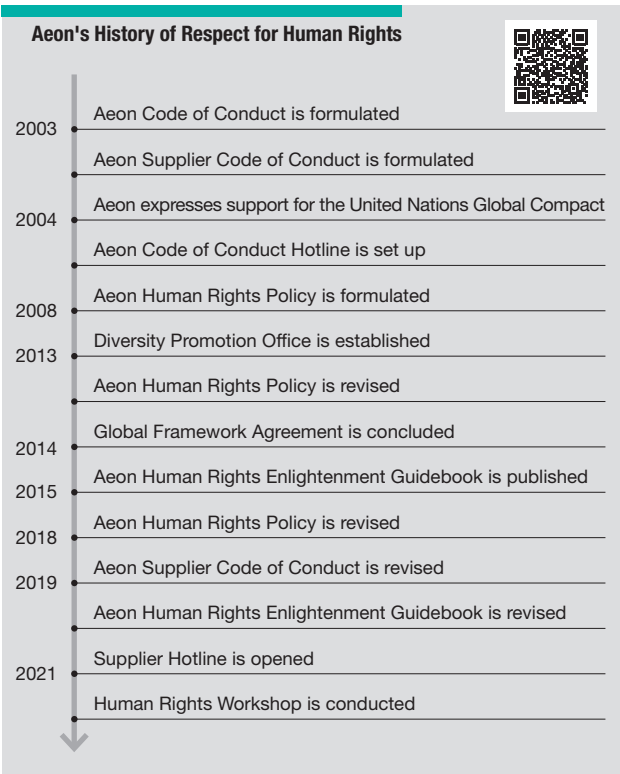 Aeon's History of Respect for Human Rights
Aeon Code of Conduct is formulated
2003
Aeon Supplier Code of Conduct is formulated
Aeon expresses support for the United Nations Global Compact
2004
Aeon Code of Conduct Hotline is set up
Aeon Human Rights Policy is formulated
2008
Diversity Promotion Office is established
2013
Aeon Human Rights Policy is revised
Global Framework Agreement is concluded
2014
Aeon Human Rights Enlightenment Guidebook is published
2015
Aeon Human Rights Policy is revised
2018
Aeon Supplier Code of Conduct is revised
2019
Aeon Human Rights Enlightenment Guidebook is revised
Supplier Hotline is opened
2021
Human Rights Workshop is conducted